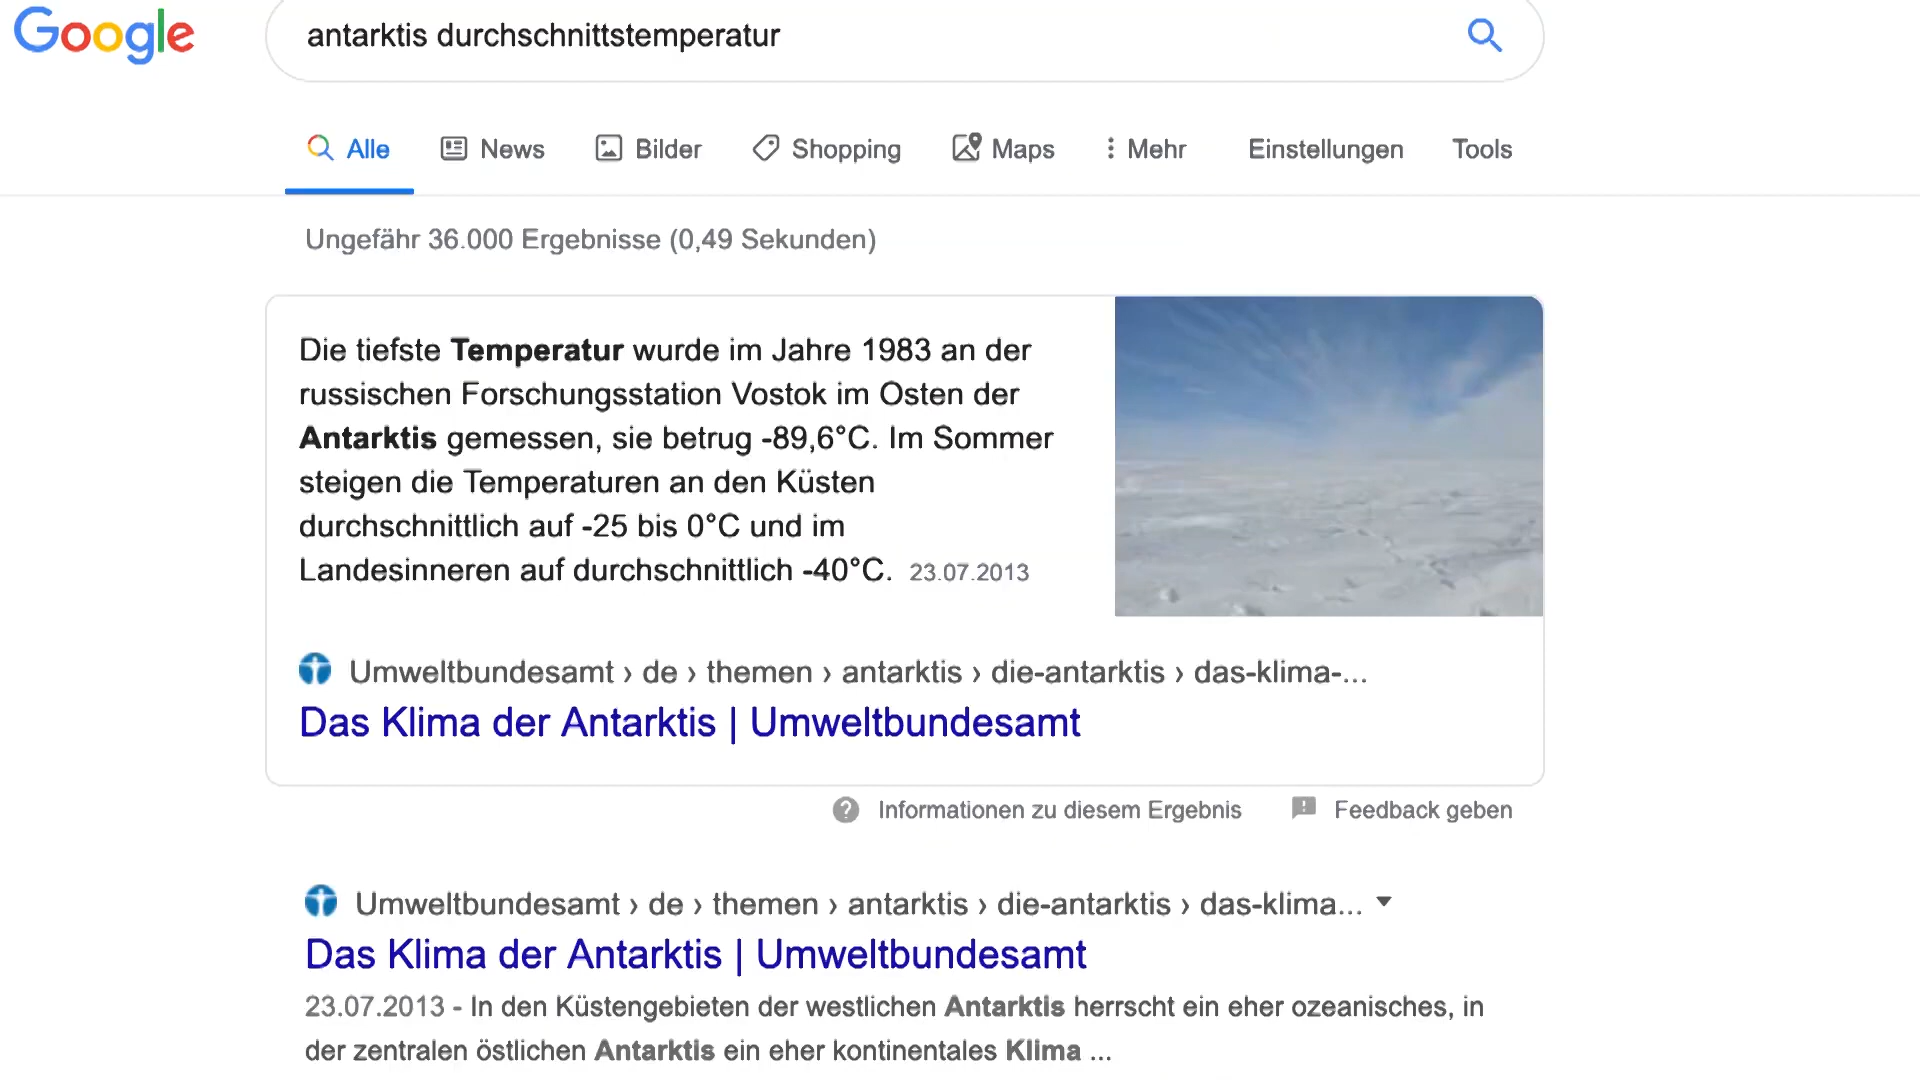 Google
antarktis durchschnittstemperatur
Alle News Bilder Shopping Maps Mehr Einstellungen Tools
Ungefähr 36.000 Ergebnisse (0,49 Sekunden)
Die tiefste Temperatur wurde im Jahre 1983 an der
russischen Forschungsstation Vostok im Osten der
Antarktis gemessen, sie betrug -89,6°C. Im Sommer
steigen die Temperaturen an den Küsten
durchschnittlich auf -25 bis 0°C und im
Landesinneren auf durchschnittlich -40°C. 23.07.2013
Umweltbundesamt › de › themen › antarktis › die-antarktis › das-klima-...
Das Klima der Antarktis | Umweltbundesamt
Informationen zu diesem Ergebnis Feedback geben
Umweltbundesamt › de › themen › antarktis › die-antarktis › das-klima...
Das Klima der Antarktis | Umweltbundesamt
23.07.2013 - In den Küstengebieten der westlichen Antarktis herrscht ein eher ozeanisches, in
der zentralen östlichen Antarktis ein eher kontinentales Klima ...